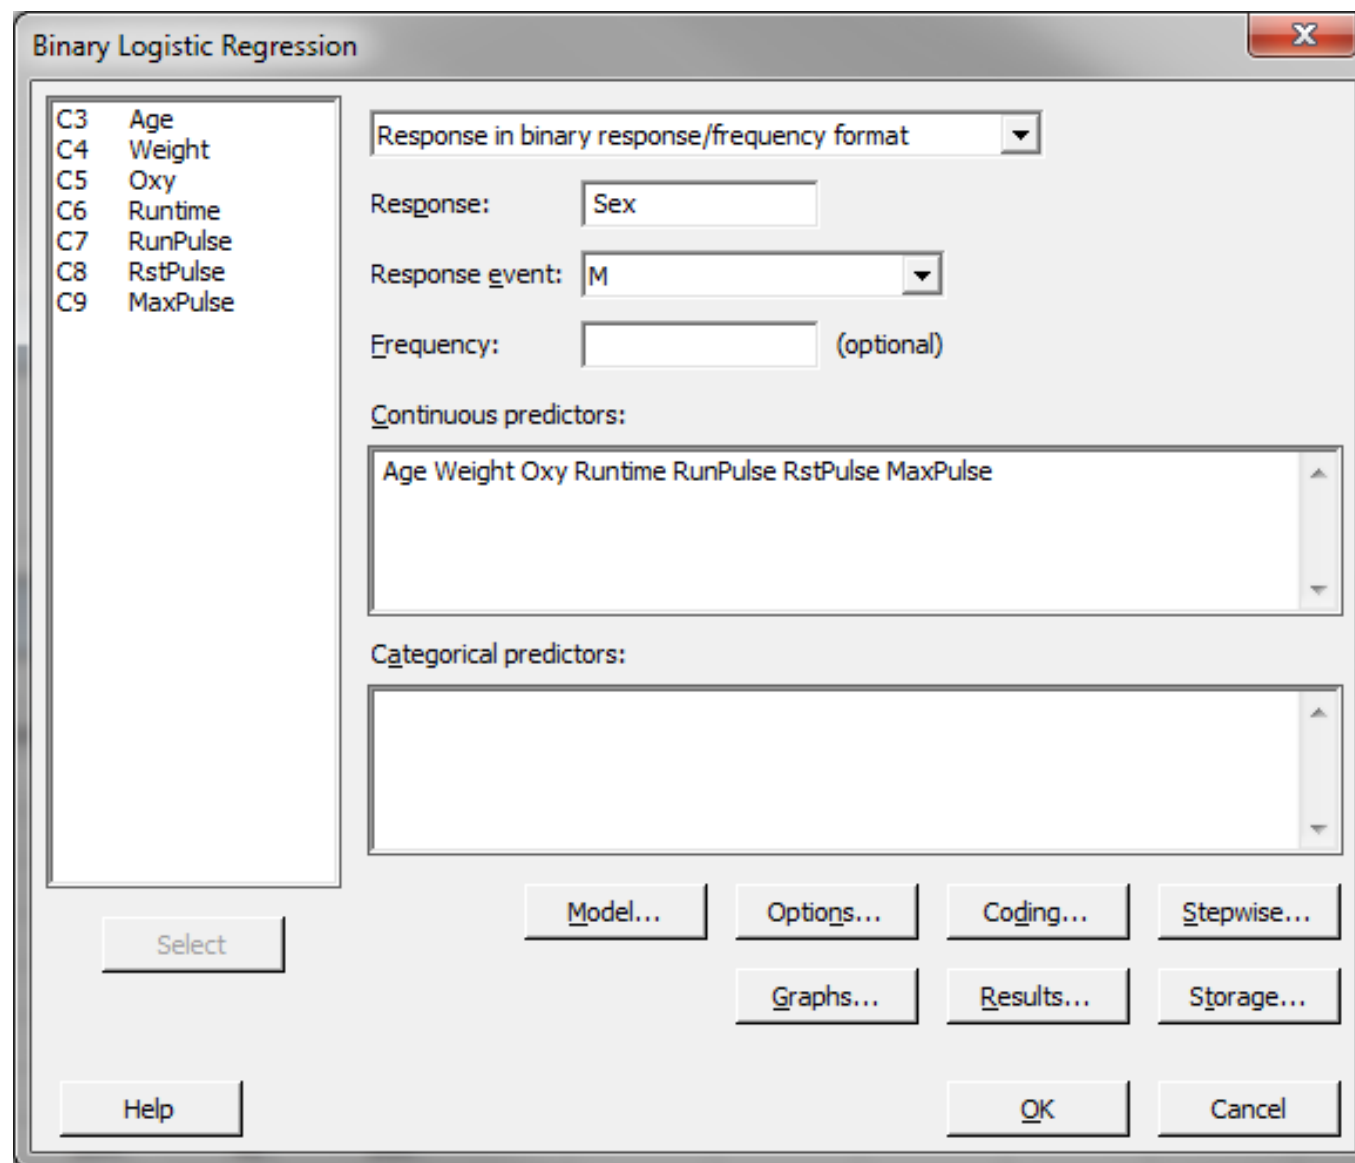 Binary Logistic Regression
C3 Age
C4 Weight
C5 Oxy
C6 Runtime
C7 RunPulse
C8 RstPulse
C9 MaxPulse
Select
Response in binary response/frequency format
Response: Sex
Response event: M
Frequency: (optional)
Continuous predictors:
Age Weight Oxy Runtime RunPulse RstPulse MaxPulse
Categorical predictors:
Model... Options... Coding... Stepwise...
Graphs... Results... Storage...
Help OK Cancel